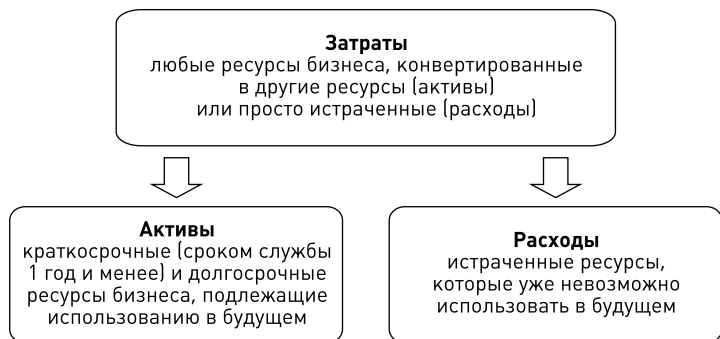 Затраты
любые ресурсы бизнеса, конвертированные
в другие ресурсы (активы)
или просто истраченные (расходы)
Активы
краткосрочные (сроком службы
1 год и менее) и долгосрочные
ресурсы бизнеса, подлежащие
использованию в будущем
Расходы
истраченные ресурсы,
которые уже невозможно
использовать в будущем